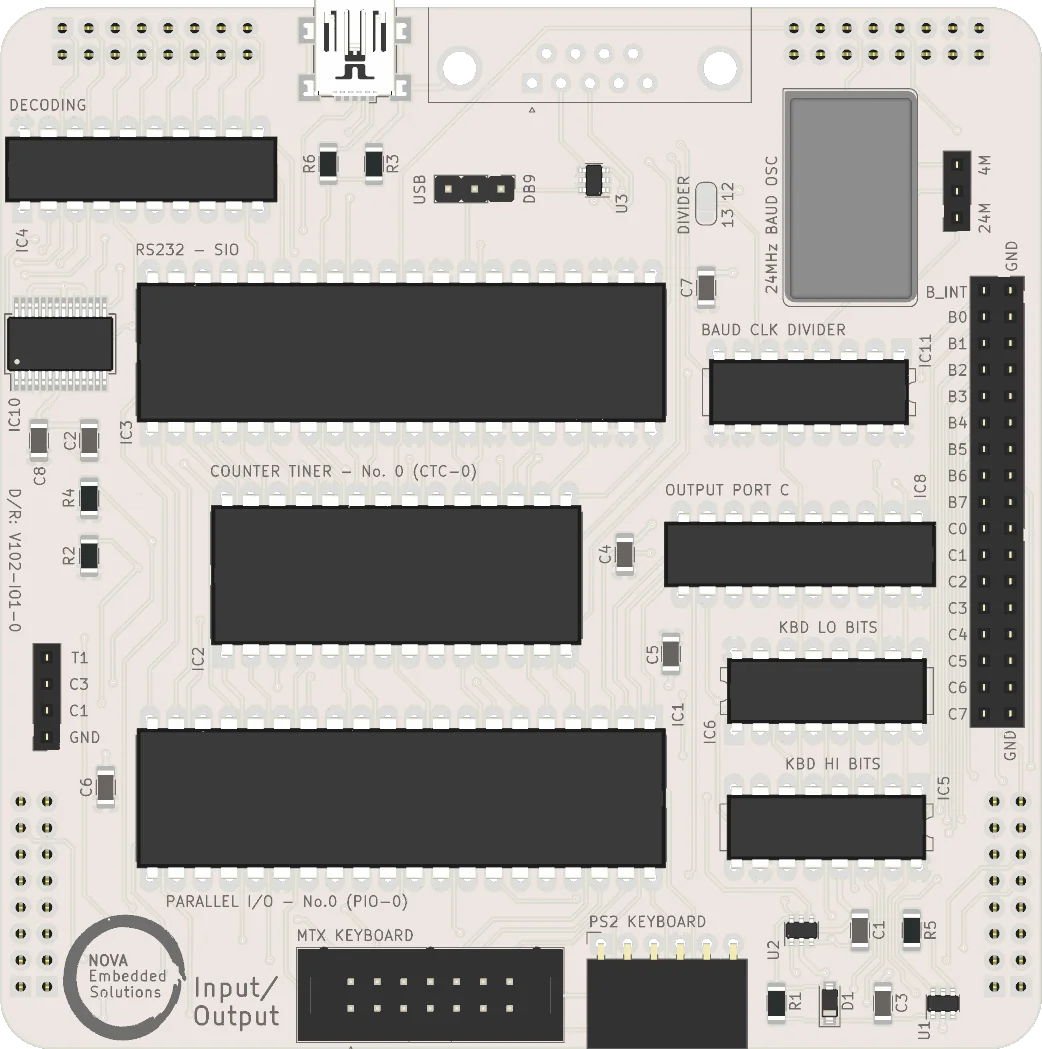 DECODING
R6
R3
USB
DB9
U3
DIVIDER
13 12
24MHz BAUD OSC
4M
24M
IC4
RS232 – SIO
GND
C7
B_INT
B0
B1
B2
B3
B4
B5
B6
B7
C0
C1
C2
C3
C4
C5
C6
C7
GND
BAUD CLK DIVIDER
IC11
IC10
C8
C2
IC3
R4
R2
COUNTER TINER – No. 0 (CTC-0)
OUTPUT PORT C
IC8
C4
D/R: V102-IO1-0
KBD LO BITS
C5
IC2
T1
C3
C1
GND
IC1
IC6
KBD HI BITS
IC5
C6
PARALLEL I/O – No.0 (PIO-0)
MTX KEYBOARD
PS2 KEYBOARD
U2
C1
R5
NOVA
Embedded
Solutions
Input/
Output
R1
D1
C3
U1